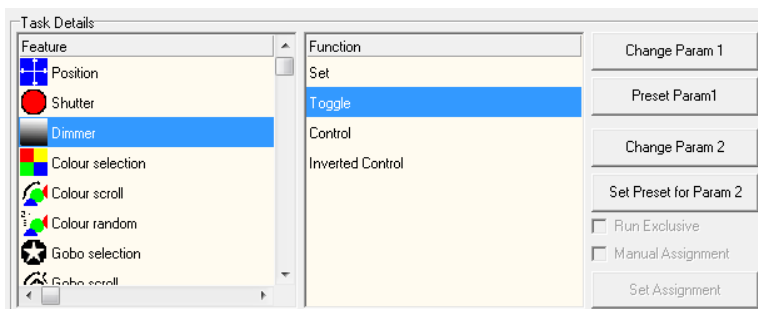 Task Details
Feature
Position
Shutter
Dimmer
Colour selection
Colour scroll
Colour random
Gobo selection
Gobo scroll
Function
Set
Toggle
Control
Inverted Control
Change Param 1
Preset Param1
Change Param 2
Set Preset for Param 2
Run Exclusive
Manual Assignment
Set Assignment